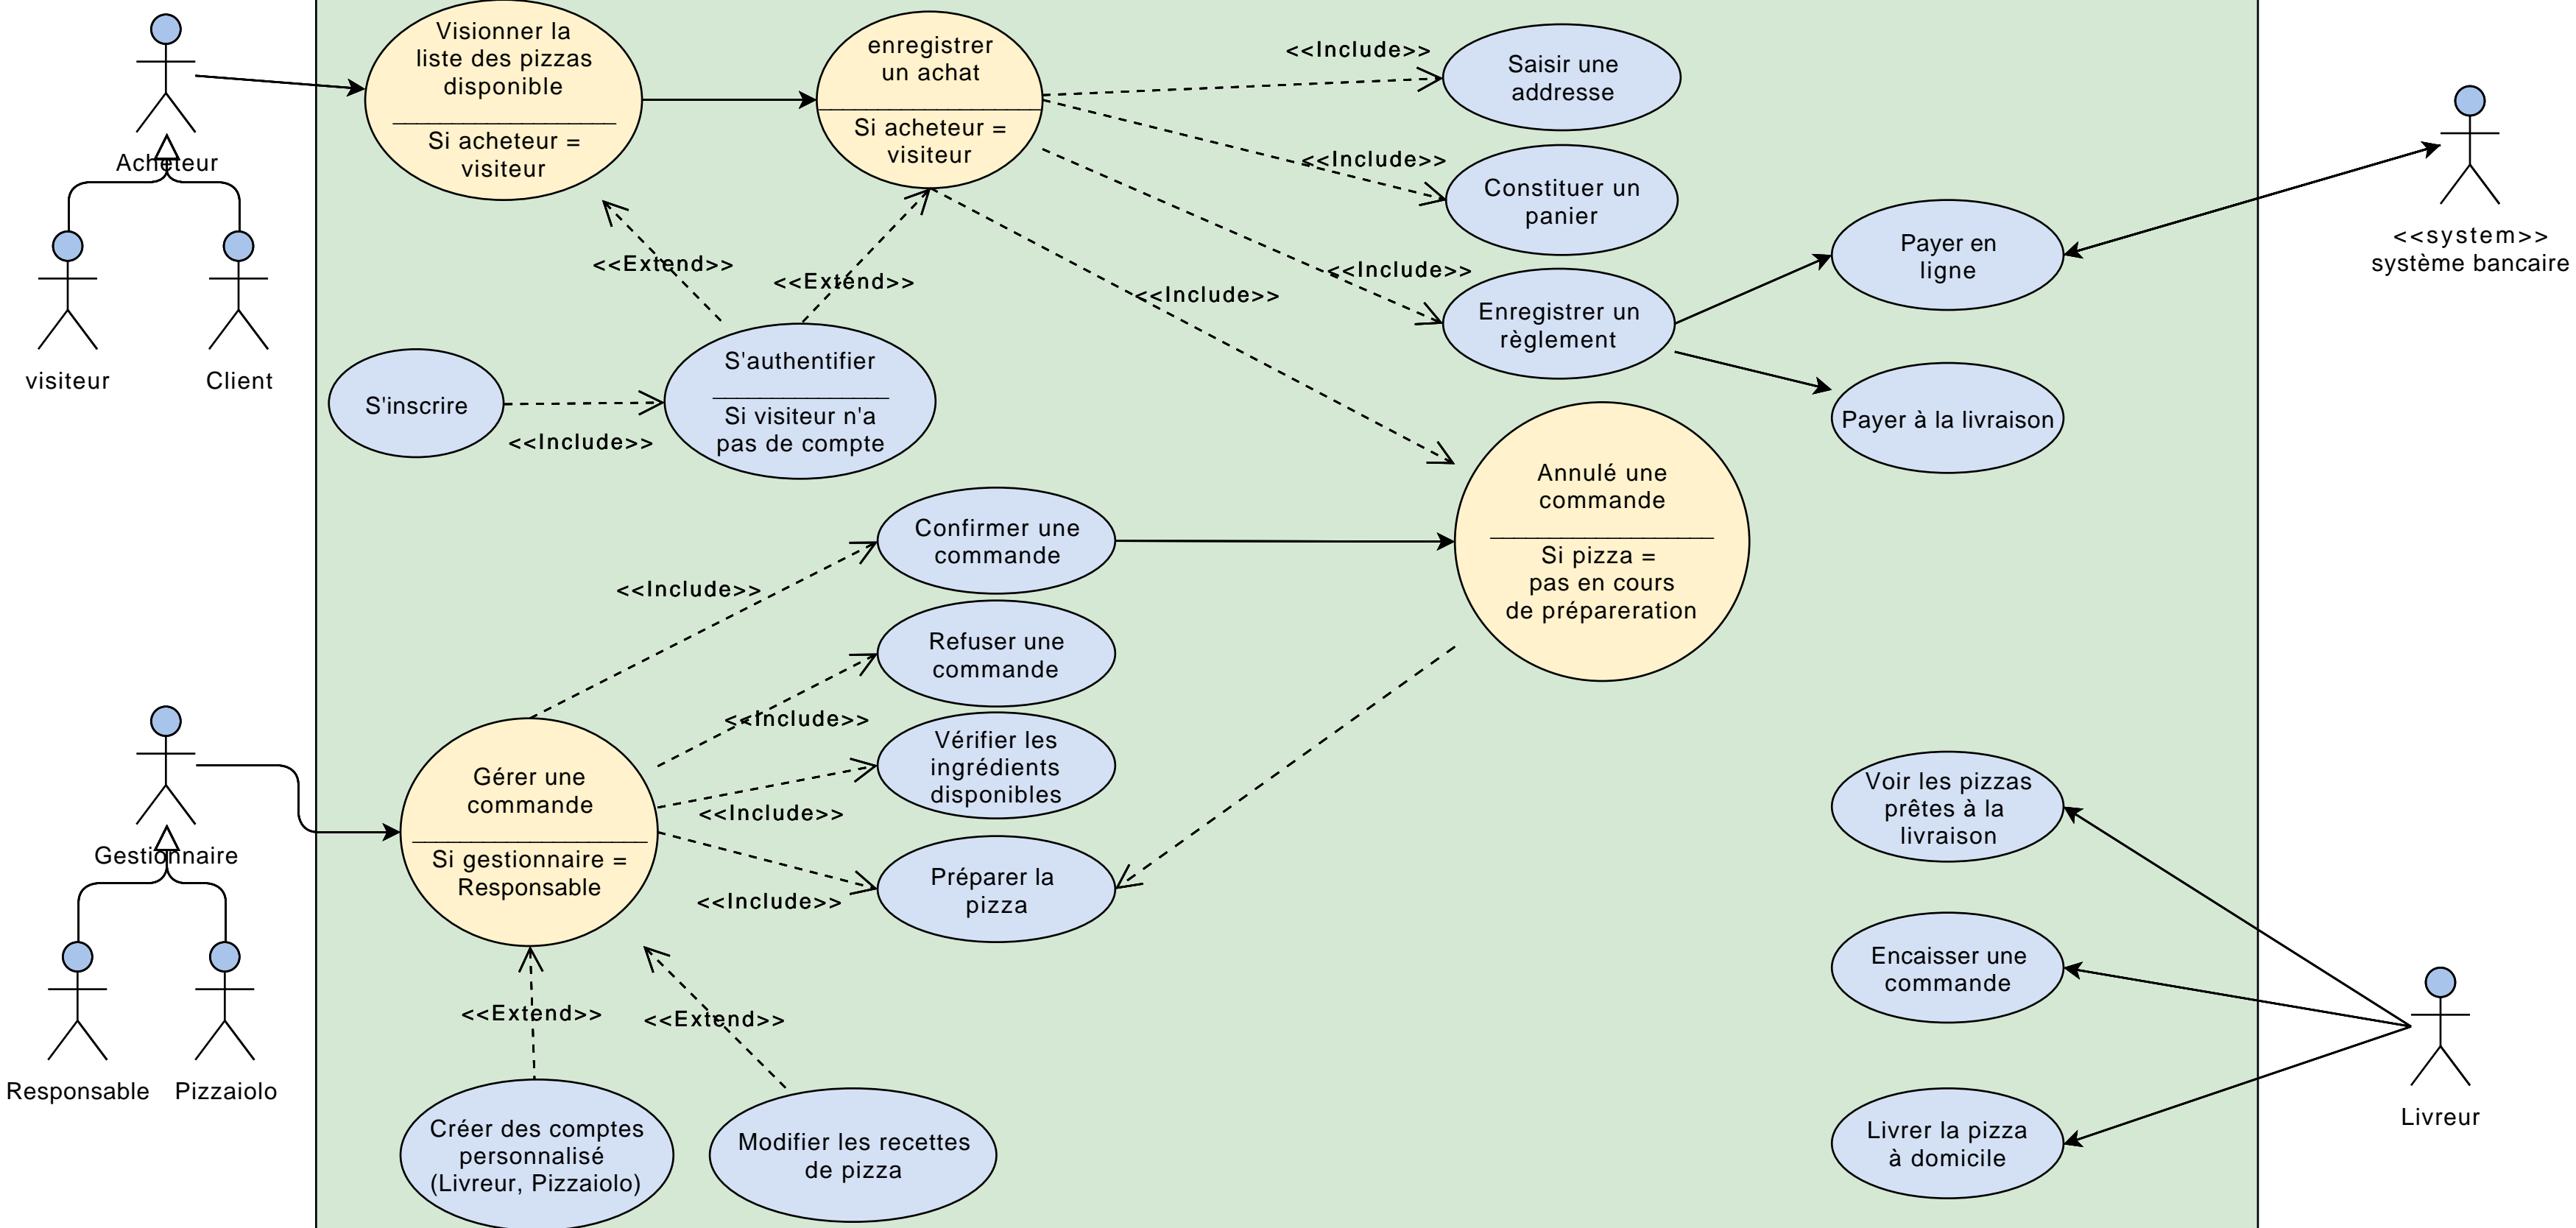 Visionner la
liste des pizzas
disponible
Si acheteur =
visiteur
enregistrer
un achat
Si acheteur =
visiteur
<<Include>>
Saisir une
addresse
<<Include>>
Constituer un
panier
<<Include>>
Enregistrer un
règlement
<<Include>>
Payer en
ligne
Payer à la livraison
<<system>>
système bancaire
Acheteur
visiteur
Client
<<Extend>>
<<Extend>>
S'inscrire
<<Include>>
S'authentifier
Si visiteur n'a
pas de compte
Annulé une
commande
Si pizza =
pas en cours
de prépareration
Confirmer une
commande
<<Include>>
Refuser une
commande
<<Include>>
Vérifier les
ingrédients
disponibles
<<Include>>
Préparer la
pizza
<<Include>>
Gérer une
commande
Si gestionnaire =
Responsable
Gestionnaire
Responsable
Pizzaiolo
<<Extend>>
<<Extend>>
Créer des comptes
personnalisé
(Livreur, Pizzaiolo)
Modifier les recettes
de pizza
Voir les pizzas
prêtes à la
livraison
Encaisser une
commande
Livrer la pizza
à domicile
Livreur